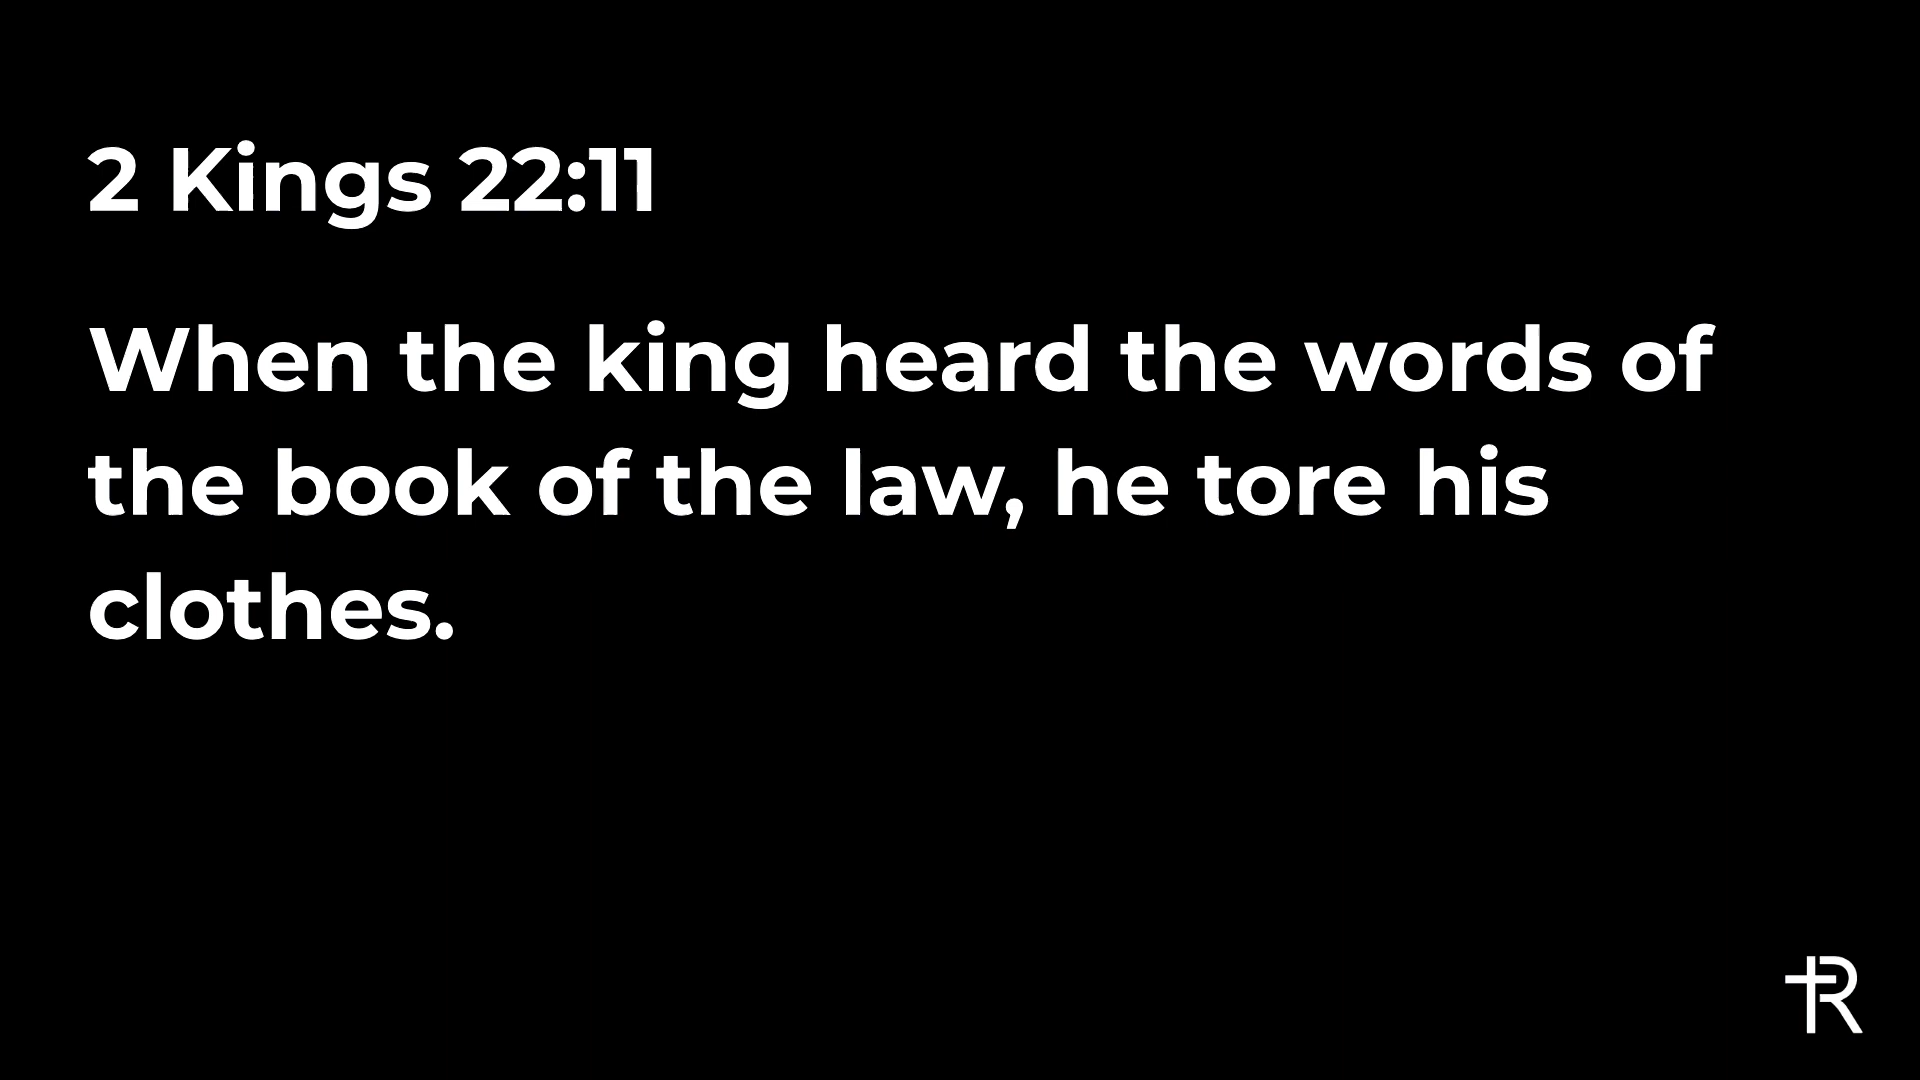 2 Kings 22:11
When the king heard the words of
the book of the law, he tore his
clothes.
R